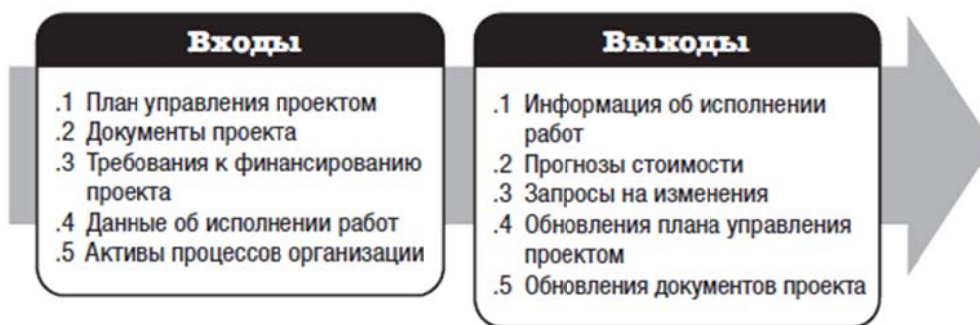 Входы
.1 План управления проектом
.2 Документы проекта
.3 Требования к финансированию
проекта
.4 Данные об исполнении работ
.5 Активы процессов организации
Выходы
.1 Информация об исполнении
работ
.2 Прогнозы стоимости
.3 Запросы на изменения
.4 Обновления плана управления
проектом
.5 Обновления документов проекта